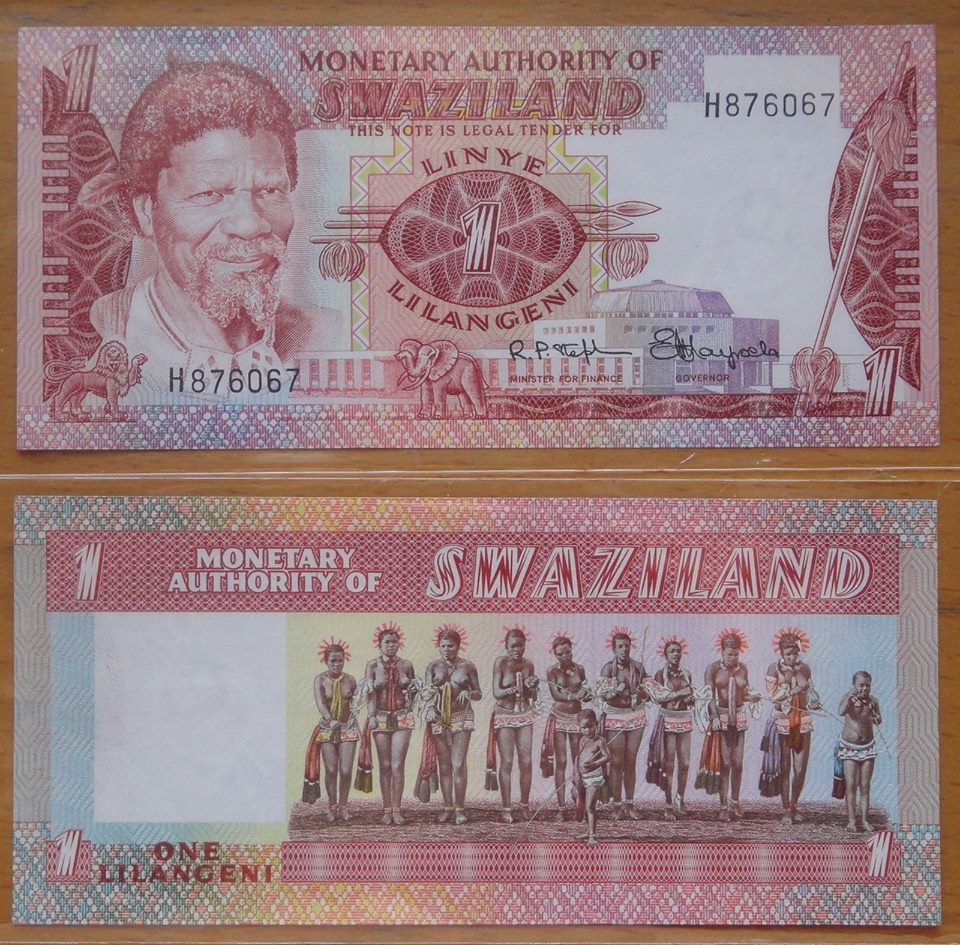 1
MONETARY AUTHORITY OF
SWAZILAND
THIS NOTE IS LEGAL TENDER FOR
H876067
LINYE
1
LILANGENI
MINISTER FOR FINANCE
GOVERNOR
H876067
1
1
MONETARY
AUTHORITY OF
SWAZILAND
1
ONE
LILANGENI
1